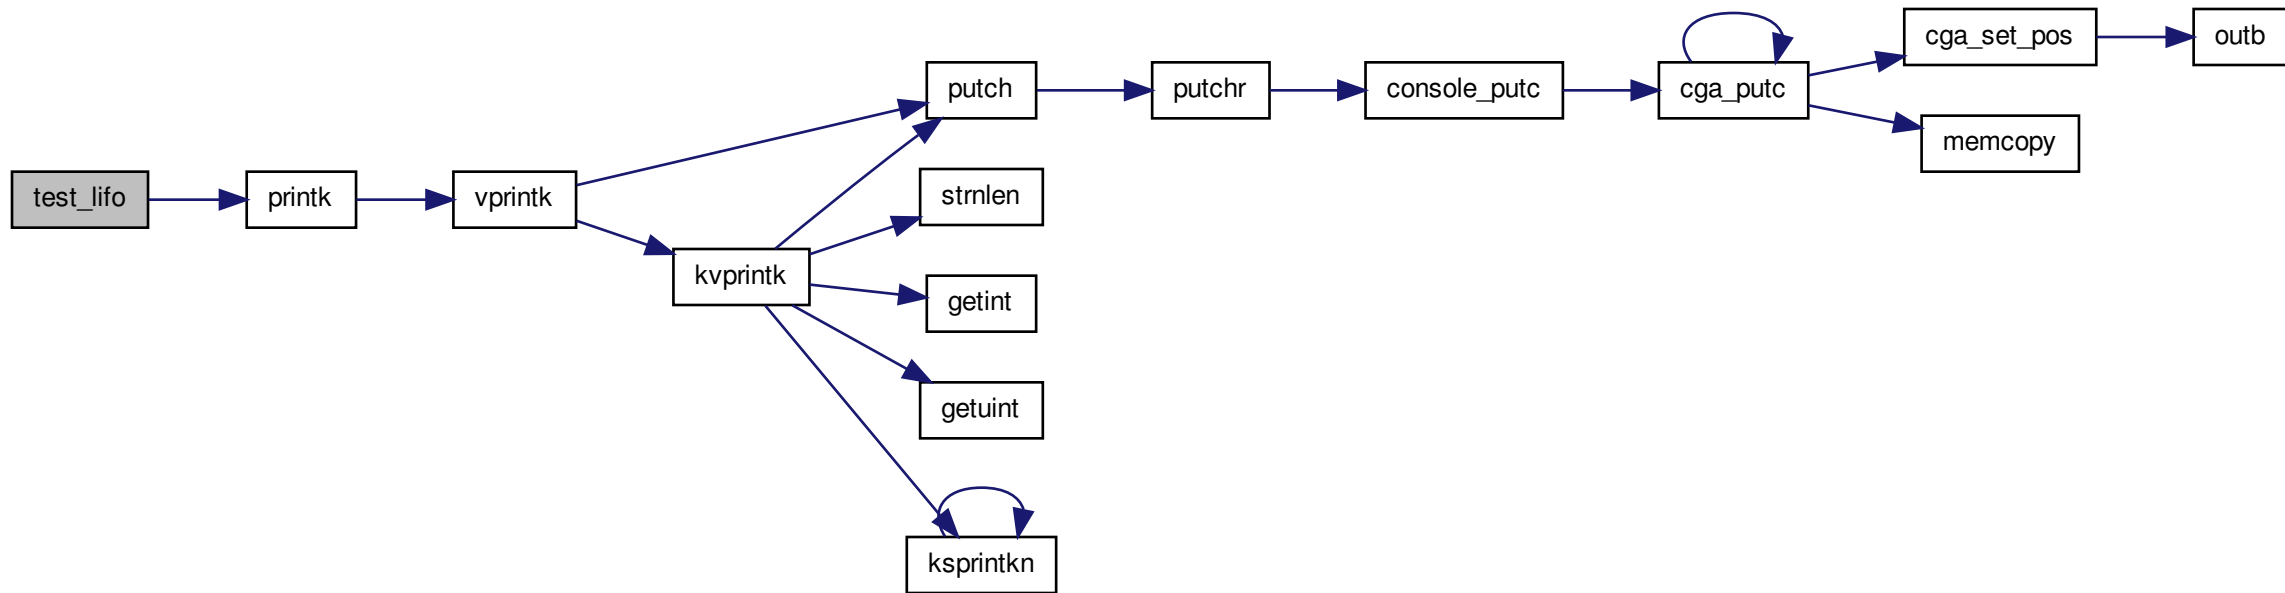 test_lifo
printk
vprintk
kvprintk
putch
strnlen
getint
getuint
ksprintkn
putchr
console_putc
cga_putc
cga_set_pos
memcopy
outb